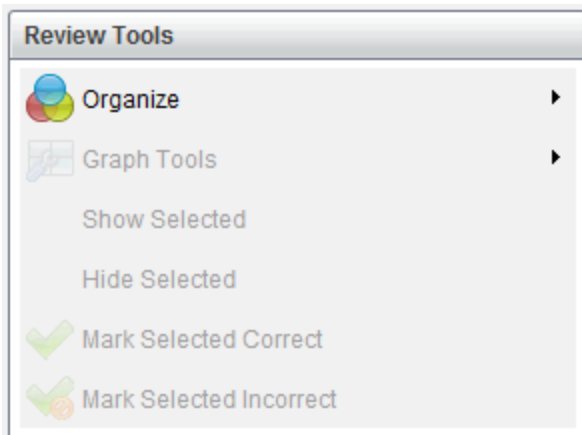 Review Tools
Organize
Graph Tools
Show Selected
Hide Selected
Mark Selected Correct
Mark Selected Incorrect